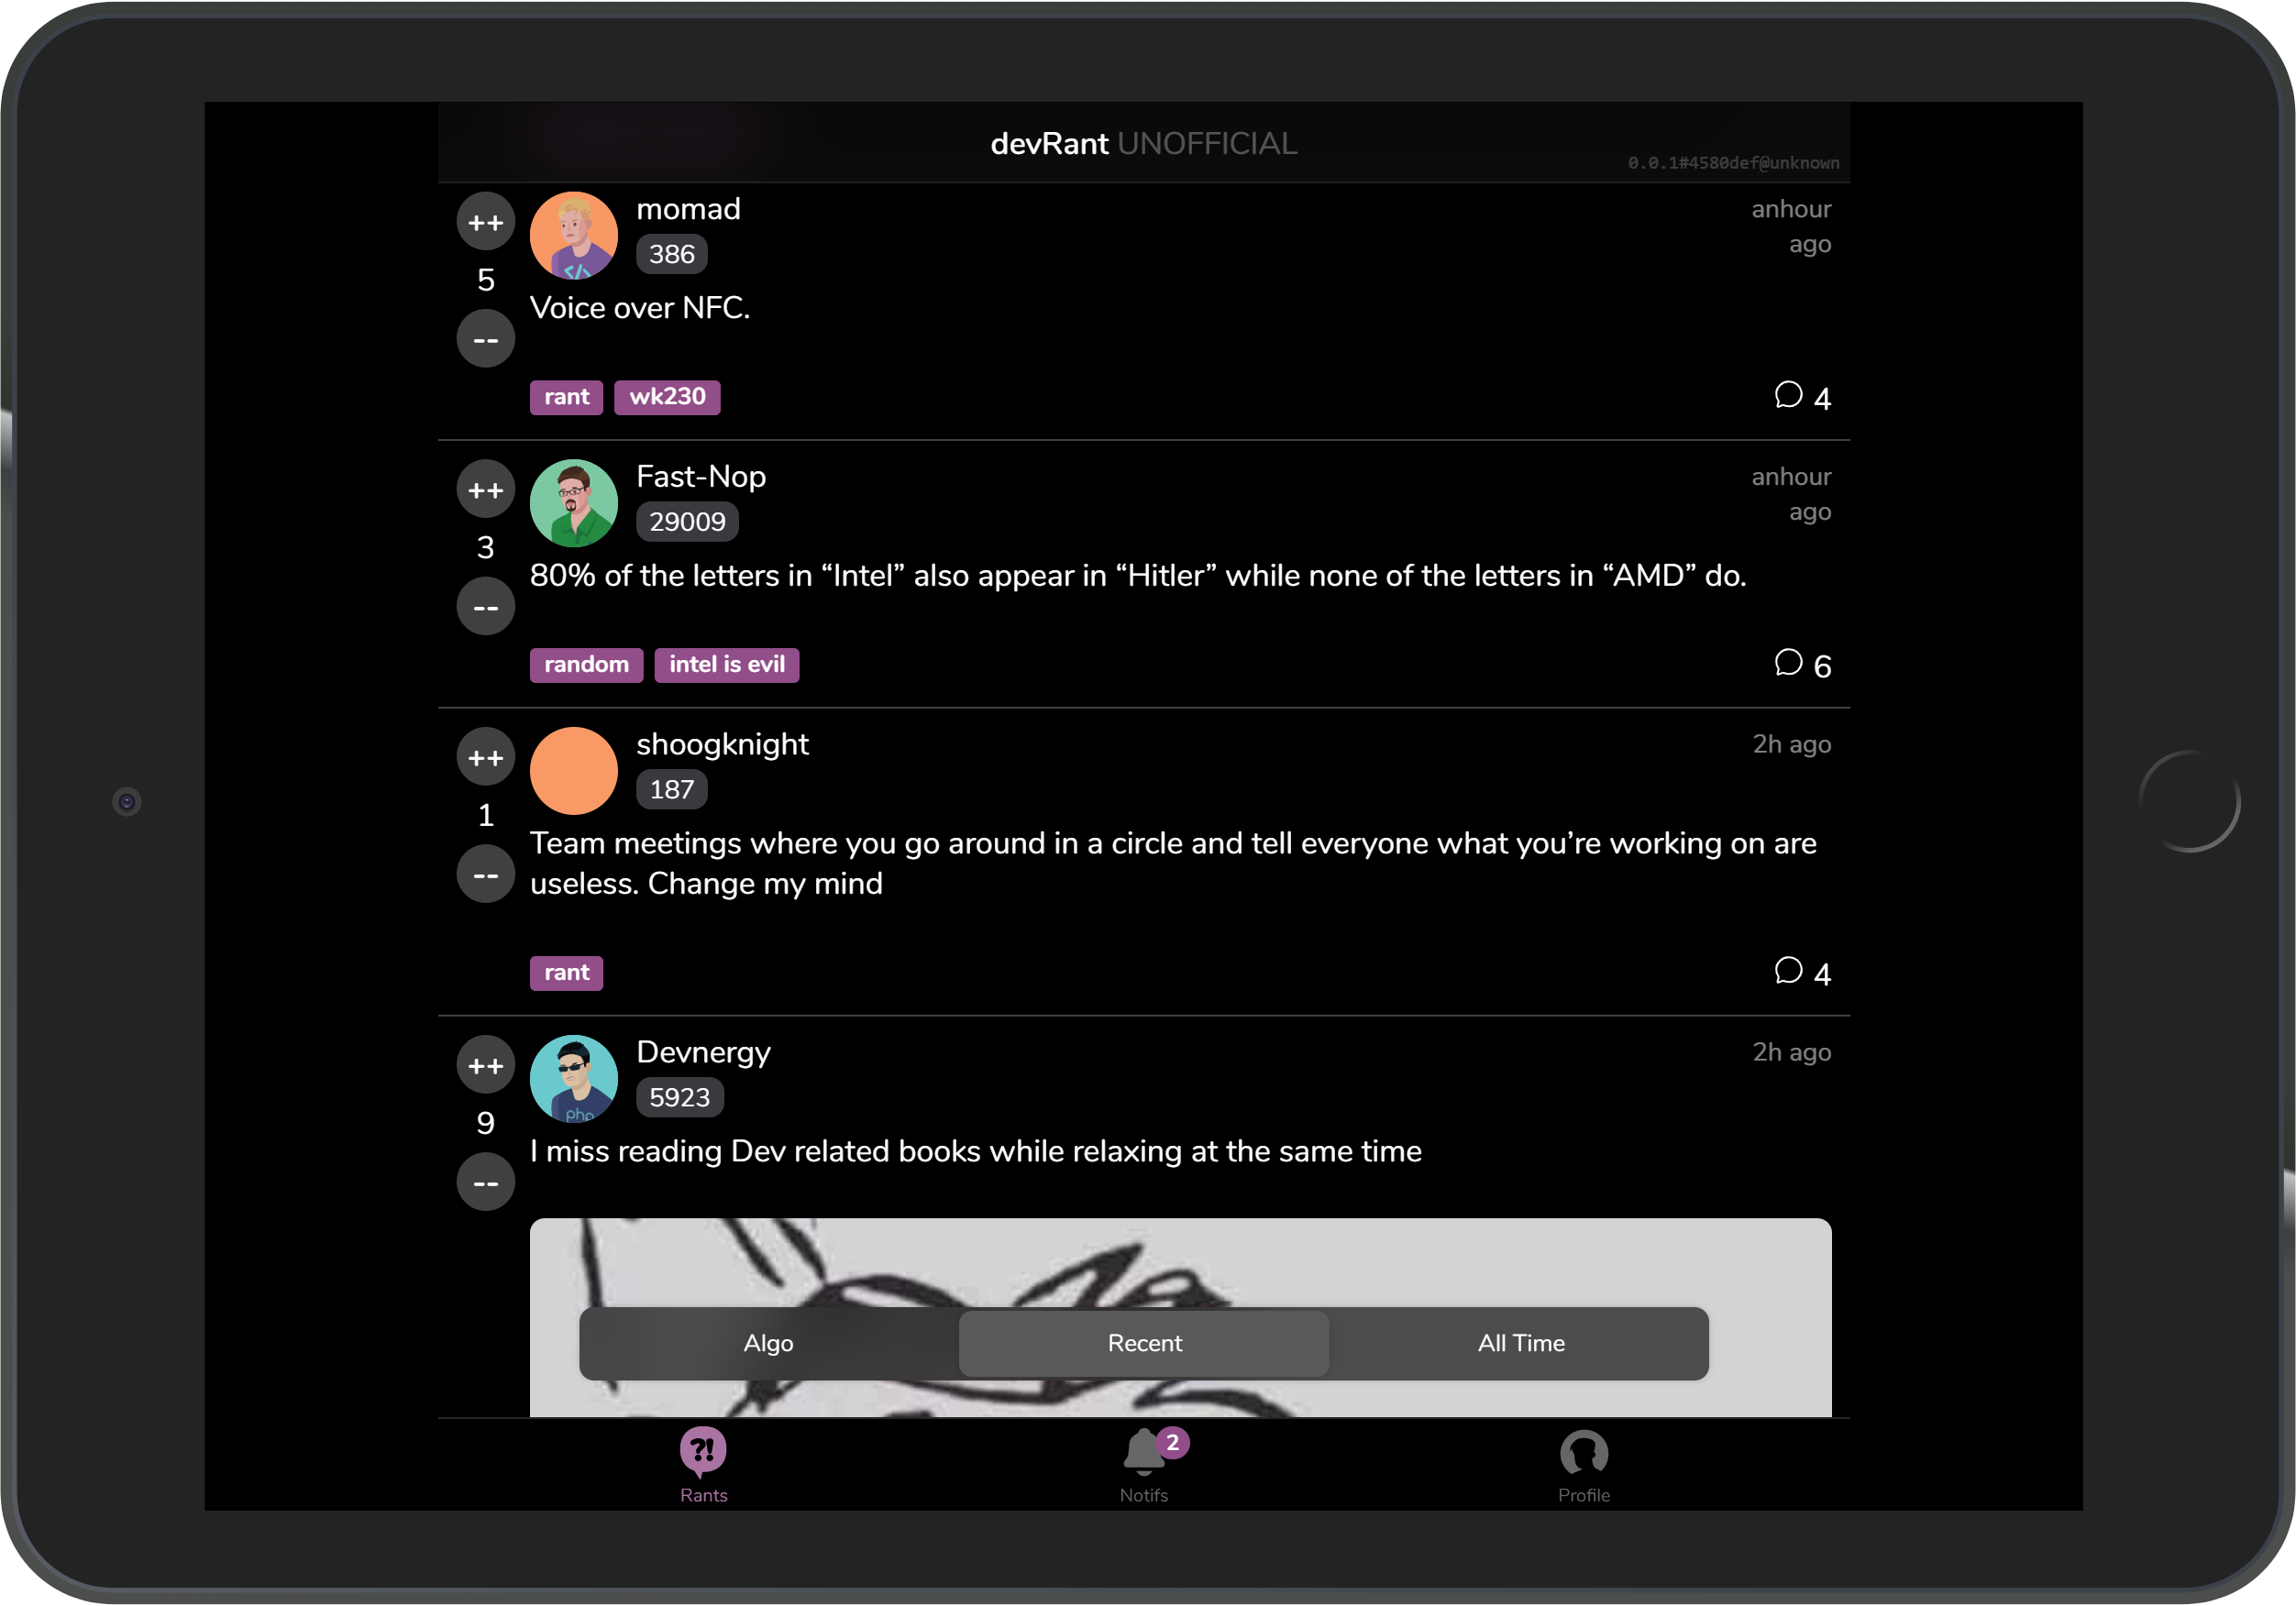 devRant UNOFFICIAL
0.0.1#4580def@unknown
++
momad
anhour
ago
386
5
Voice over NFC.
--
rant
wk230
4
++
Fast-Nop
anhour
ago
29009
3
80% of the letters in “Intel” also appear in “Hitler” while none of the letters in “AMD” do.
--
random
intel is evil
6
++
shoogknight
2h ago
187
1
Team meetings where you go around in a circle and tell everyone what you’re working on are
useless. Change my mind
--
rant
4
++
Devnergy
2h ago
5923
php
9
I miss reading Dev related books while relaxing at the same time
--
Algo
Recent
All Time
?!
2
Rants
Notifs
Profile